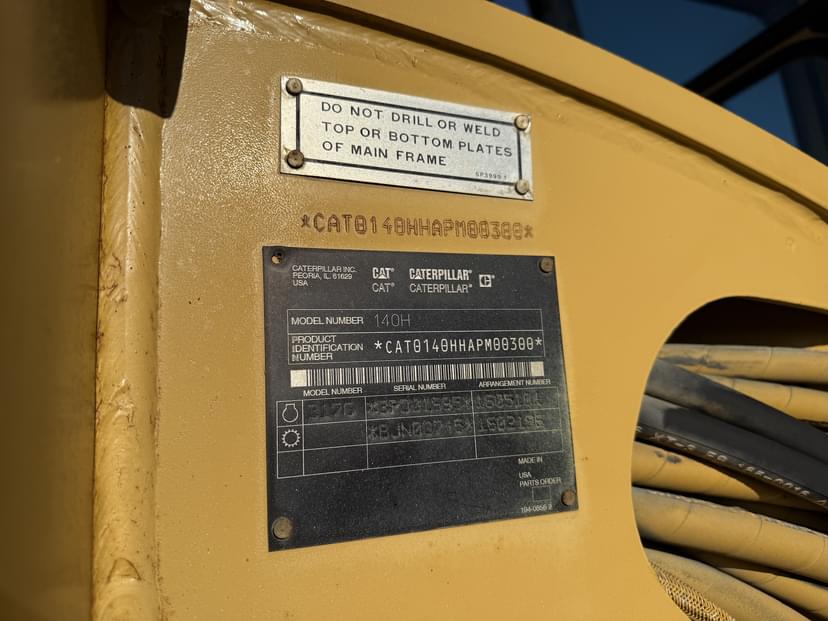 DO NOT DRILL OR WELD
TOP OR BOTTOM PLATES
OF MAIN FRAME
*CAT0140HHAPM00300*
CATERPILLAR INC.
PEORIA, IL. 61629
USA
CAT® CATERPILLAR®
CAT® CATERPILLAR®
MODEL NUMBER 140H
PRODUCT
IDENTIFICATION
NUMBER
*CAT0140HHAPM00300*
MODEL NUMBER SERIAL NUMBER ARRANGEMENT NUMBER
3176
MADE IN
USA
PARTS ORDER